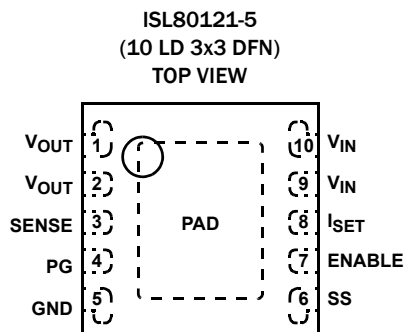 ISL80121-5
(10 LD 3x3 DFN)
TOP VIEW
VOUT 1 10 VIN
VOUT 2 9 VIN
SENSE 3 PAD 8 ISET
PG 4 7 ENABLE
GND 5 6 SS